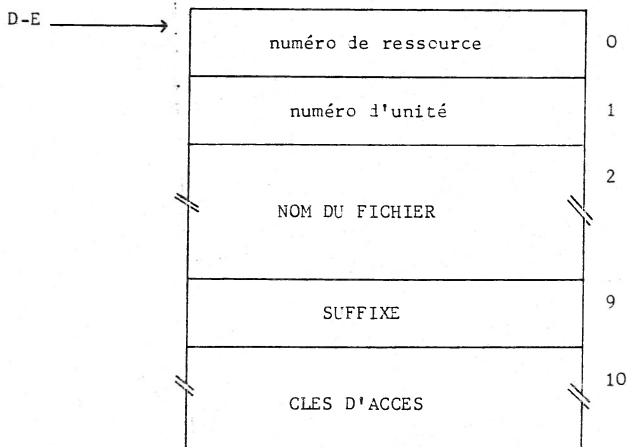 D-E
numéro de ressource 0
numéro d'unité 1
2
NOM DU FICHIER
SUFFIXE 9
10
CLES D'ACCES